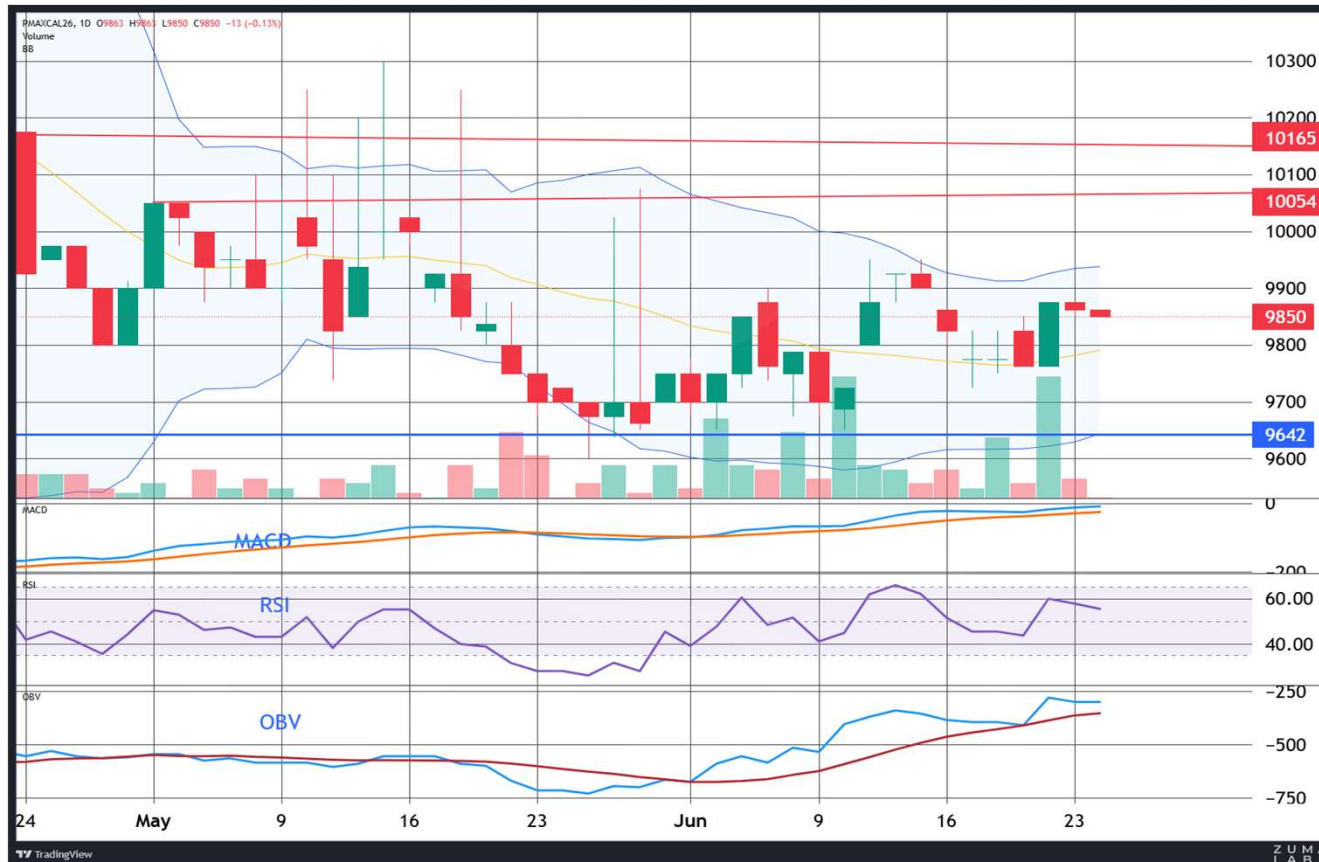 PMAXCAL26, 1D O9863 H9863 L9850 C9850 −13 (−0.13%)
Volume
BB
10300
10200
10165
10100
10054
10000
9900
9850
9800
9700
9642
9600
MACD
0
MACD
−200
RSI
RSI
60.00
40.00
OBV
−250
OBV
−500
−750
24 May 9 16 23 Jun 9 16 23
TradingView
ZUMA
LAB